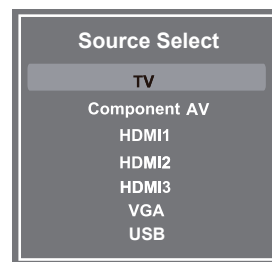 Source Select
TV
Component AV
HDMI1
HDMI2
HDMI3
VGA
USB